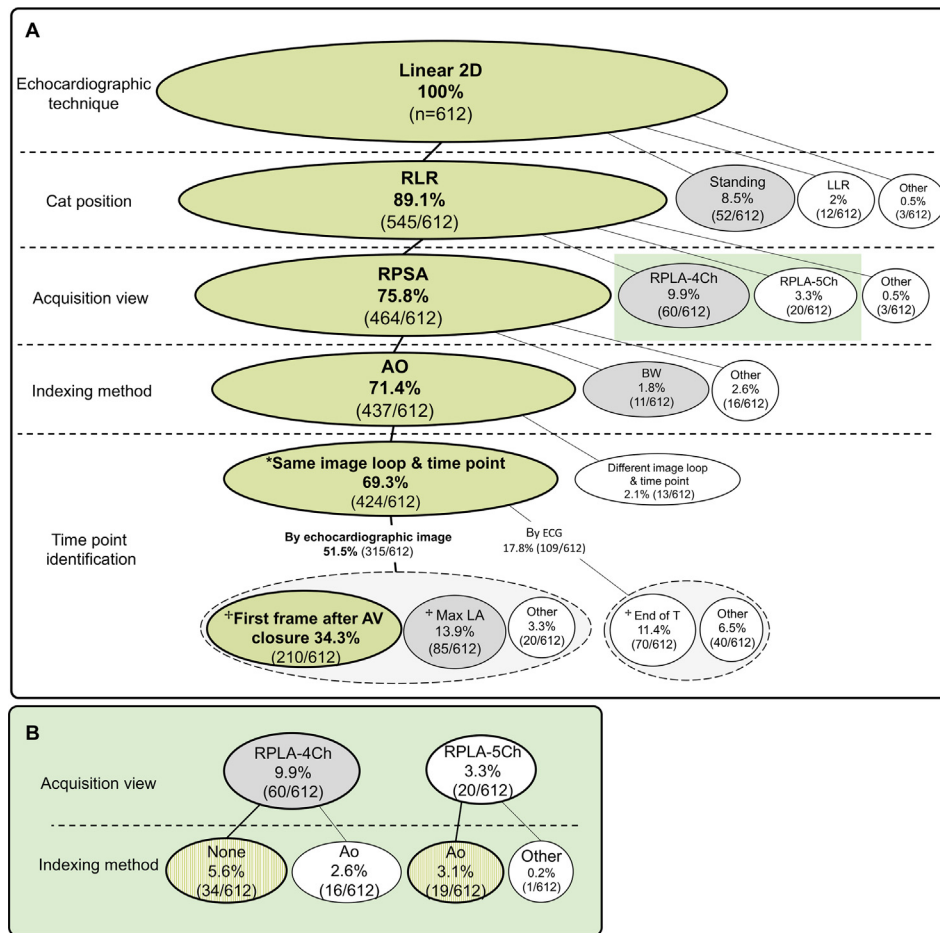 A
Echocardiographic
technique
Linear 2D
100%
(n=612)
Cat position
RLR
89.1%
(545/612)
Standing
8.5%
(52/612)
LLR
2%
(12/612)
Other
0.5%
(3/612)
Acquisition view
RPSA
75.8%
(464/612)
RPLA-4Ch
9.9%
(60/612)
RPLA-5Ch
3.3%
(20/612)
Other
0.5%
(3/612)
Indexing method
AO
71.4%
(437/612)
BW
1.8%
(11/612)
Other
2.6%
(16/612)
Time point
identification
*Same image loop & time point
69.3%
(424/612)
Different image loop
& time point
2.1% (13/612)
By echocardiographic image
51.5% (315/612)
By ECG
17.8% (109/612)
÷First frame after AV
closure 34.3%
(210/612)
÷ Max LA
13.9%
(85/612)
Other
3.3%
(20/612)
÷ End of T
11.4%
(70/612)
Other
6.5%
(40/612)
B
Acquisition view
RPLA-4Ch
9.9%
(60/612)
RPLA-5Ch
3.3%
(20/612)
Indexing method
None
5.6%
(34/612)
Ao
2.6%
(16/612)
Ao
3.1%
(19/612)
Other
0.2%
(1/612)